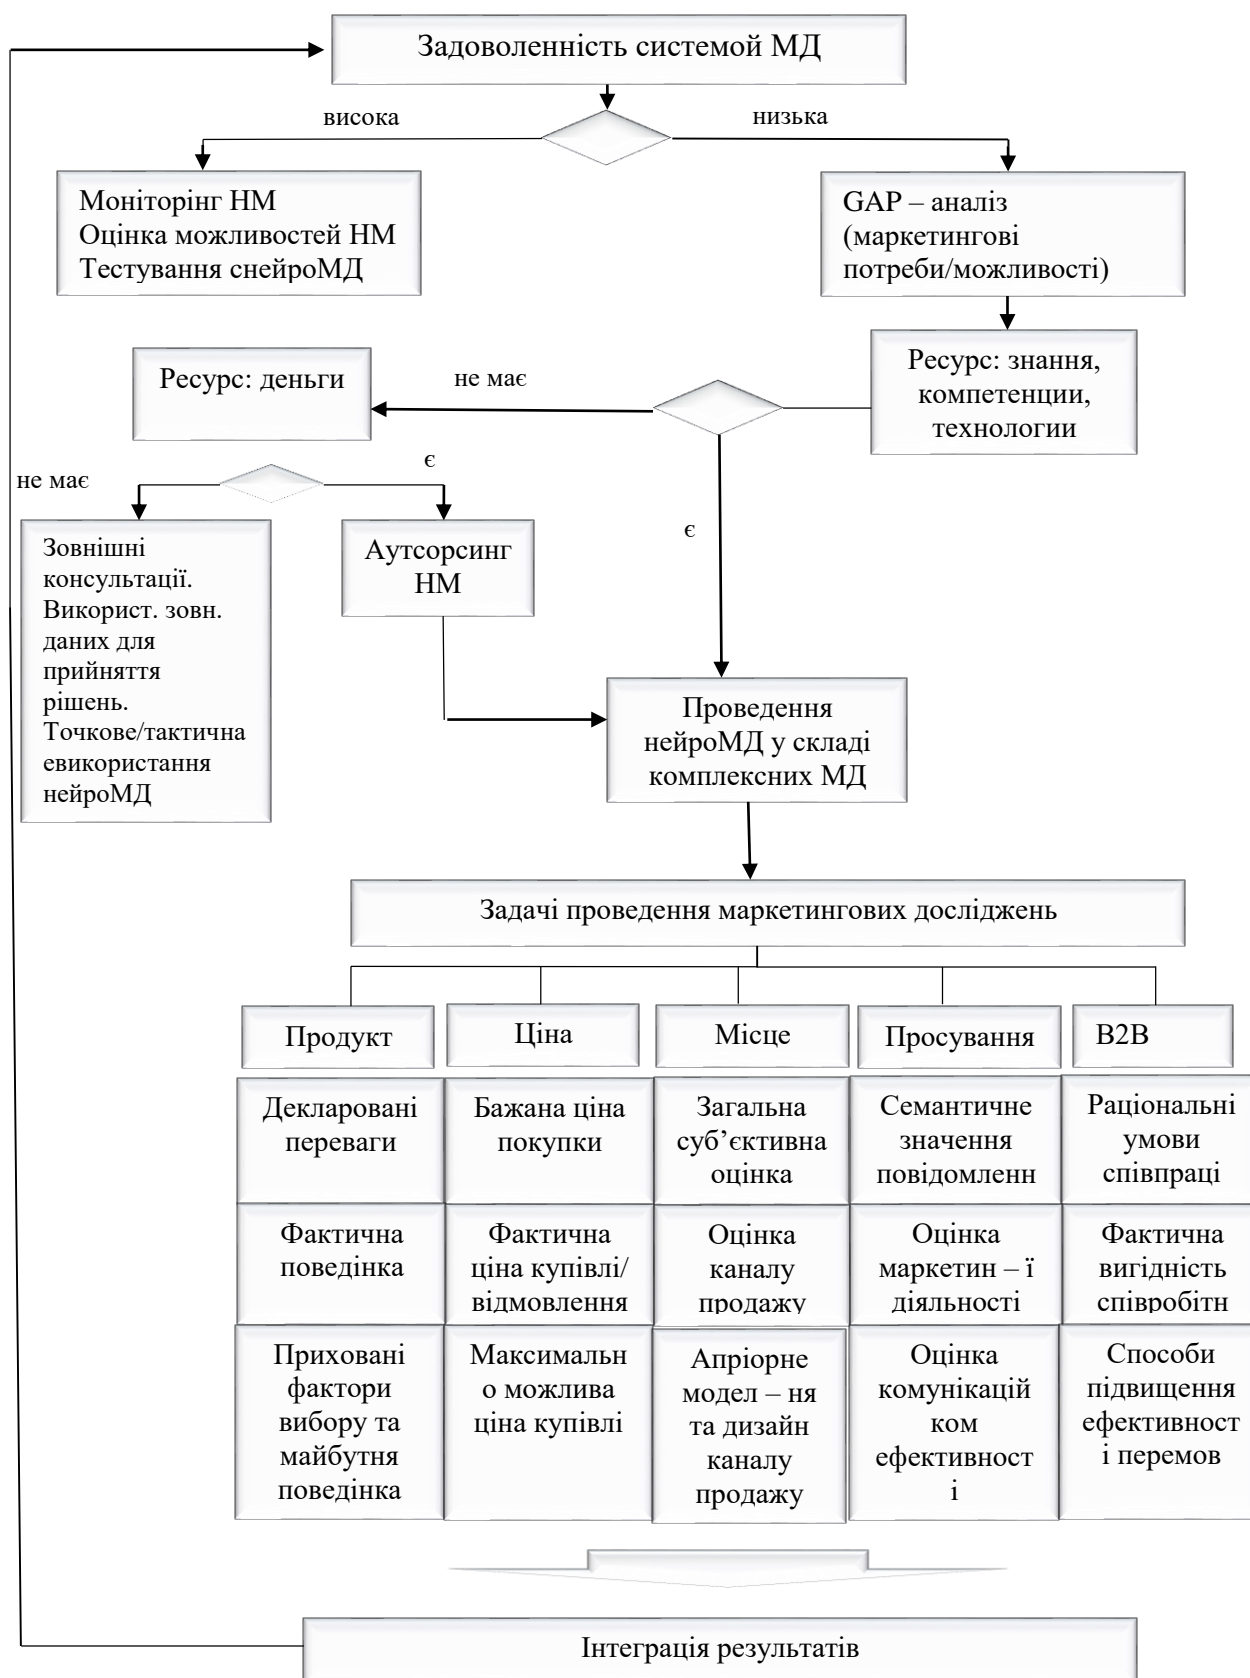 Задоволенність системой МД
висока
низька
Моніторінг НМ
Оцінка можливостей НМ
Тестування снейроМД
GAP – аналіз
(маркетингові
потреби/можливості)
Ресурс: деньги
не має
Ресурс: знання,
компетенции,
технологии
не має
є
Зовнішні
консультації.
Використ. зовн.
даних для
прийняття
рішень.
Точкове/тактична
евикористання
нейроМД
Аутсорсинг
НМ
є
Проведення
нейроМД у складі
комплексних МД
Задачі проведення маркетингових досліджень
Продукт
Ціна
Місце
Просування
B2B
Декларовані
переваги
Бажана ціна
покупки
Загальна
суб’єктивна
оцінка
Семантичне
значення
повідомленн
Раціональні
умови
співпраці
Фактична
поведінка
Фактична
ціна купівлі/
відмовлення
Оцінка
каналу
продажу
Оцінка
маркетин – ї
діяльності
Фактична
вигідність
співробітн
Приховані
фактори
вибору та
майбутня
поведінка
Максимальн
о можлива
ціна купівлі
Апріорне
модел – ня
та дизайн
каналу
продажу
Оцінка
комунікацій
ком
ефективност
і
Способи
підвищення
ефективност
і перемов
Інтеграція результатів